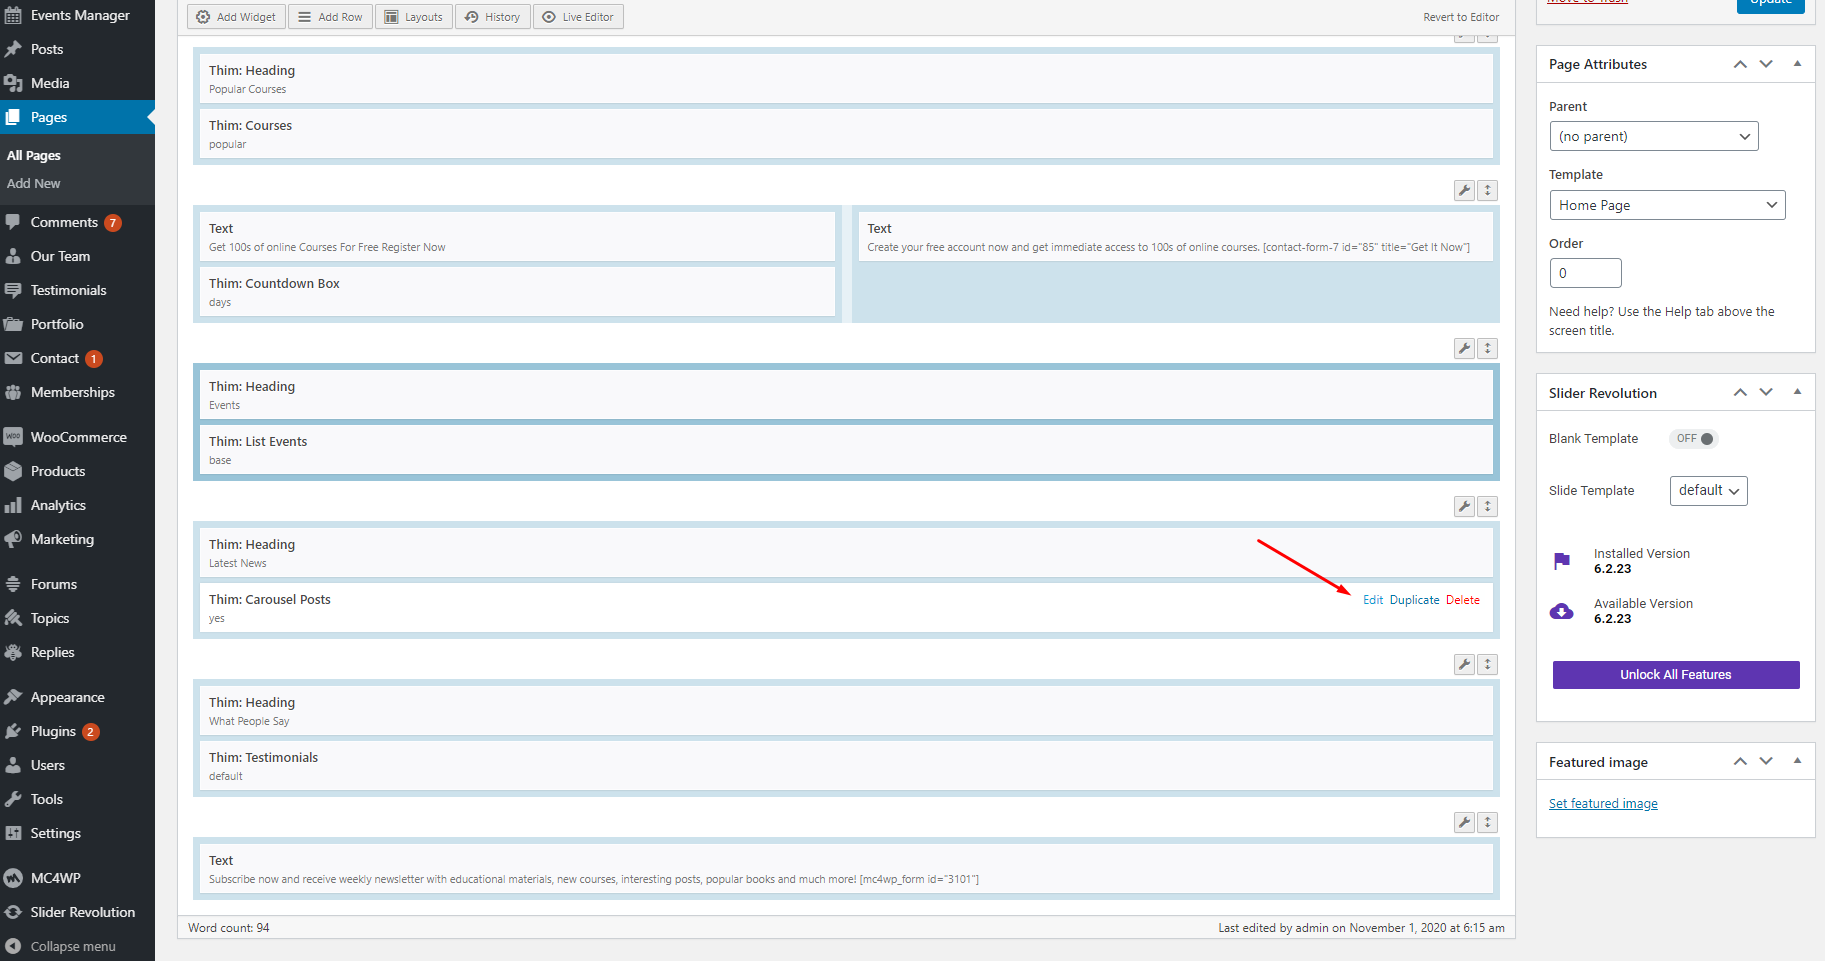 Events Manager
Posts
Media
Pages
All Pages
Add New
Comments 7
Our Team
Testimonials
Portfolio
Contact 1
Memberships
WooCommerce
Products
Analytics
Marketing
Forums
Topics
Replies
Appearance
Plugins 2
Users
Tools
Settings
MC4WP
Slider Revolution
Collapse menu
Add Widget Add Row Layouts History Live Editor Revert to Editor
Thim: Heading
Popular Courses
Thim: Courses
popular
Text
Get 100s of online Courses For Free Register Now
Thim: Countdown Box
days
Text
Create your free account now and get immediate access to 100s of online courses. [contact-form-7 id="85" title="Get It Now"]
Thim: Heading
Events
Thim: List Events
base
Thim: Heading
Latest News
Thim: Carousel Posts Edit Duplicate Delete
yes
Thim: Heading
What People Say
Thim: Testimonials
default
Text
Subscribe now and receive weekly newsletter with educational materials, new courses, interesting posts, popular books and much more! [mc4wp_form id="3101"]
Word count: 94 Last edited by admin on November 1, 2020 at 6:15 am
Move to Trash Update
Page Attributes
Parent
(no parent)
Template
Home Page
Order
0
Need help? Use the Help tab above the
screen title.
Slider Revolution
Blank Template OFF
Slide Template default
Installed Version
6.2.23
Available Version
6.2.23
Unlock All Features
Featured image
Set featured image